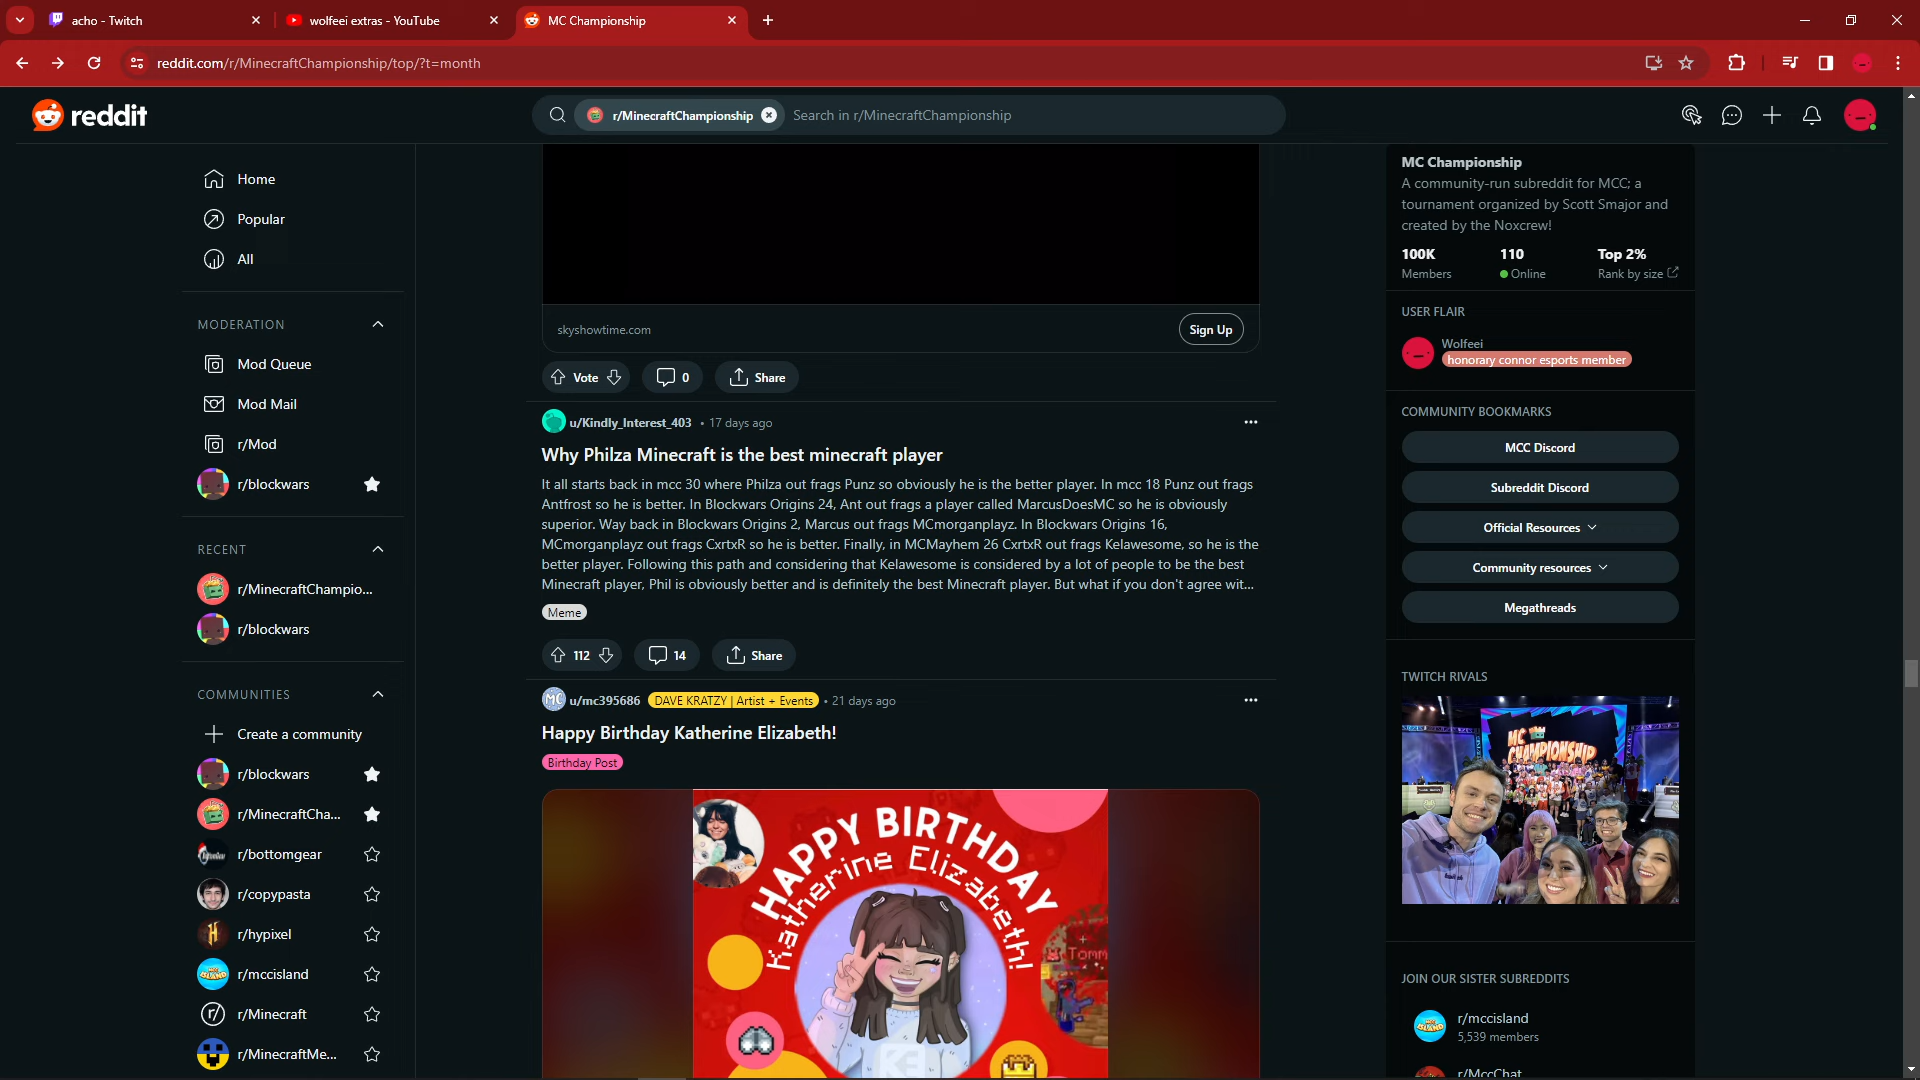 acho - Twitch
wolfeei extras - YouTube
MC Championship
reddit.com/r/MinecraftChampionship/top/?t=month
reddit
r/MinecraftChampionship
Search in r/MinecraftChampionship
Home
Popular
All
MODERATION
Mod Queue
Mod Mail
r/Mod
r/blockwars
RECENT
r/MinecraftChampio...
r/blockwars
COMMUNITIES
Create a community
r/blockwars
r/MinecraftCha...
r/bottomgear
r/copypasta
r/hypixel
r/mccisland
r/Minecraft
r/MinecraftMe...
skyshowtime.com
Sign Up
Vote
0
Share
u/Kindly_Interest_403 • 17 days ago
Why Philza Minecraft is the best minecraft player
It all starts back in mcc 30 where Philza out frags Punz so obviously he is the better player. In mcc 18 Punz out frags
Antfrost so he is better. In Blockwars Origins 24, Ant out frags a player called MarcusDoesMC so he is obviously
superior. Way back in Blockwars Origins 2, Marcus out frags MCmorganplayz. In Blockwars Origins 16,
MCmorganplayz out frags CxrtxR so he is better. Finally, in MCMayhem 26 CxrtxR out frags Kelawesome, so he is the
better player. Following this path and considering that Kelawesome is considered by a lot of people to be the best
Minecraft player, Phil is obviously better and is definitely the best Minecraft player. But what if you don't agree wit...
Meme
112
14
Share
MC
u/mc395686 DAVE KRATZY | Artist + Events • 21 days ago
Happy Birthday Katherine Elizabeth!
Birthday Post
HAPPY BIRTHDAY
Katherine Elizabeth!
Tomm
KE
MC Championship
A community-run subreddit for MCC; a
tournament organized by Scott Smajor and
created by the Noxcrew!
100K 110 Top 2%
Members Online Rank by size
USER FLAIR
Wolfeei
honorary connor esports member
COMMUNITY BOOKMARKS
MCC Discord
Subreddit Discord
Official Resources
Community resources
Megathreads
TWITCH RIVALS
MC
CHAMPIONSHIP
JOIN OUR SISTER SUBREDDITS
r/mccisland
5,539 members
r/MccChat